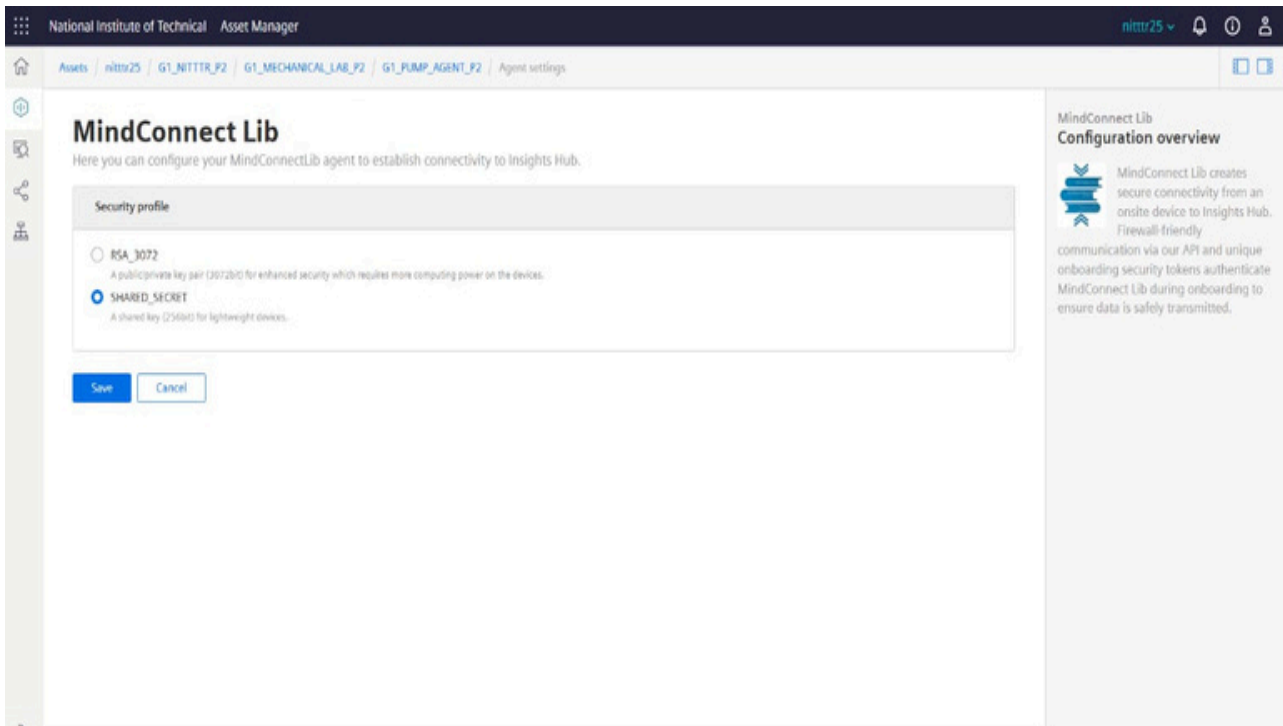 National Institute of Technical Asset Manager nitttr25
Assets / nitttr25 / G1_NITTTR_P2 / G1_MECHANICAL_LAB_P2 / G1_PUMP_AGENT_P2 / Agent settings
MindConnect Lib
Here you can configure your MindConnectLib agent to establish connectivity to Insights Hub.
Security profile
RSA_3072
A public/private key pair (3072bit) for enhanced security which requires more computing power on the devices.
SHARED_SECRET
A shared key (256bit) for lightweight devices.
Save Cancel
MindConnect Lib
Configuration overview
MindConnect Lib creates
secure connectivity from an
onsite device to Insights Hub.
Firewall-friendly
communication via our API and unique
onboarding security tokens authenticate
MindConnect Lib during onboarding to
ensure data is safely transmitted.